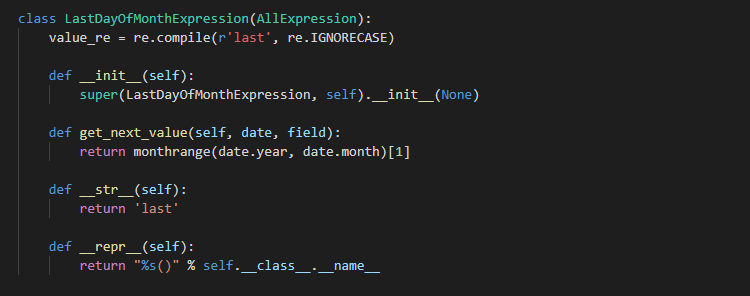 class LastDayOfMonthExpression(AllExpression):
    value_re = re.compile(r'last', re.IGNORECASE)

    def __init__(self):
        super(LastDayOfMonthExpression, self).__init__(None)

    def get_next_value(self, date, field):
        return monthrange(date.year, date.month)[1]

    def __str__(self):
        return 'last'

    def __repr__(self):
        return "%s()" % self.__class__.__name__